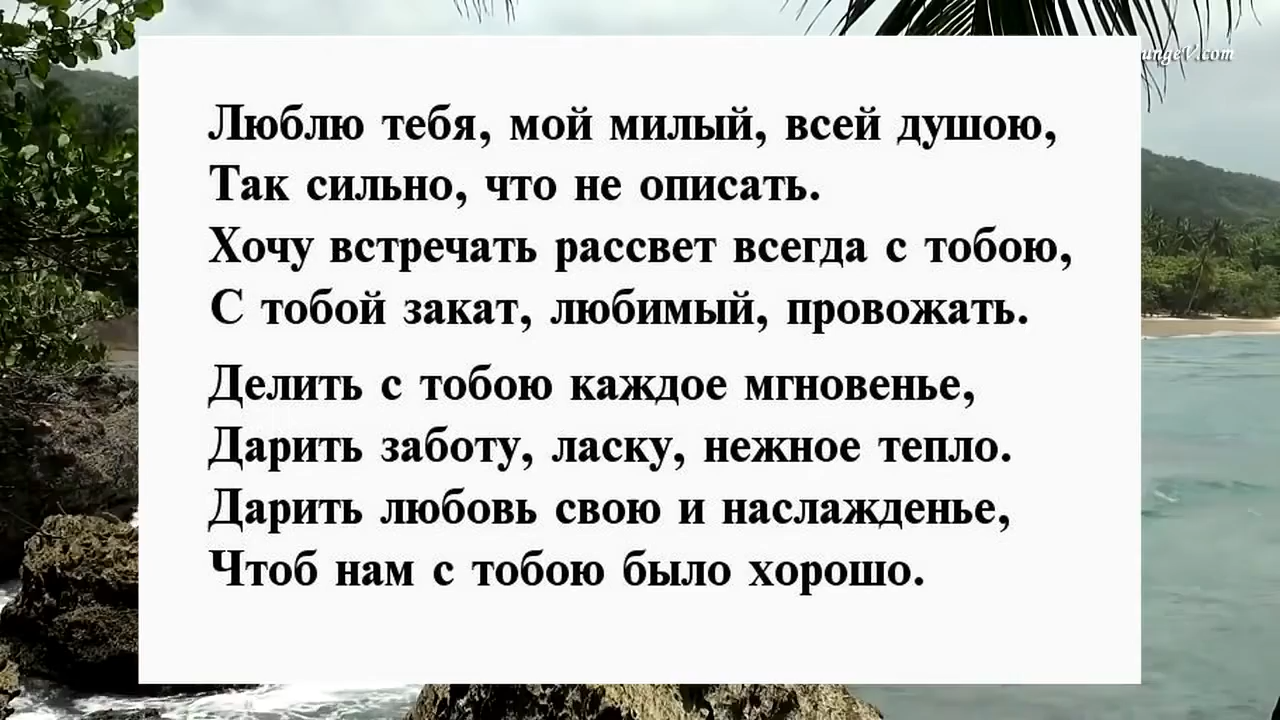 Люблю тебя, мой милый, всей душою,
Так сильно, что не описать.
Хочу встречать рассвет всегда с тобою,
С тобой закат, любимый, провожать.
Делить с тобою каждое мгновенье,
Дарить заботу, ласку, нежное тепло.
Дарить любовь свою и наслажденье,
Чтоб нам с тобою было хорошо.